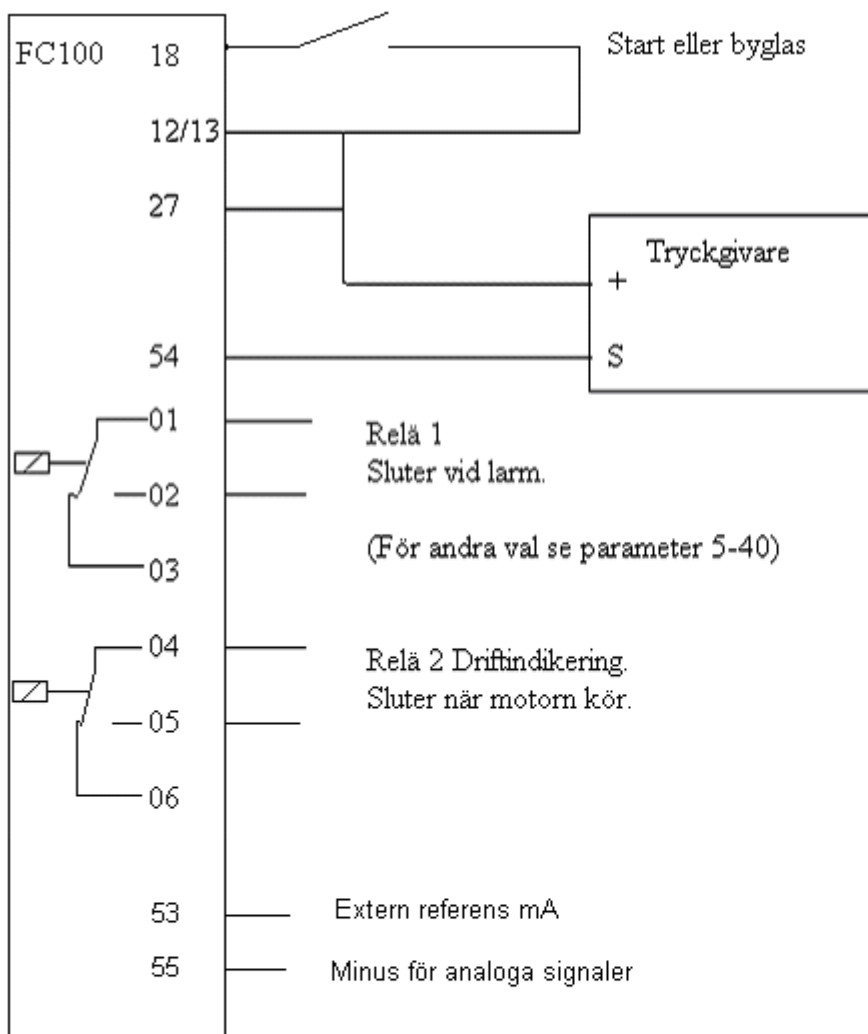 FC100
18
Start eller byglas
12/13
27
Tryckgivare
+
54
S
01
Relä 1
Sluter vid larm.
02
(För andra val se parameter 5-40)
03
04
Relä 2 Driftindikering.
Sluter när motorn kör.
05
06
53
Extern referens mA
55
Minus för analoga signaler